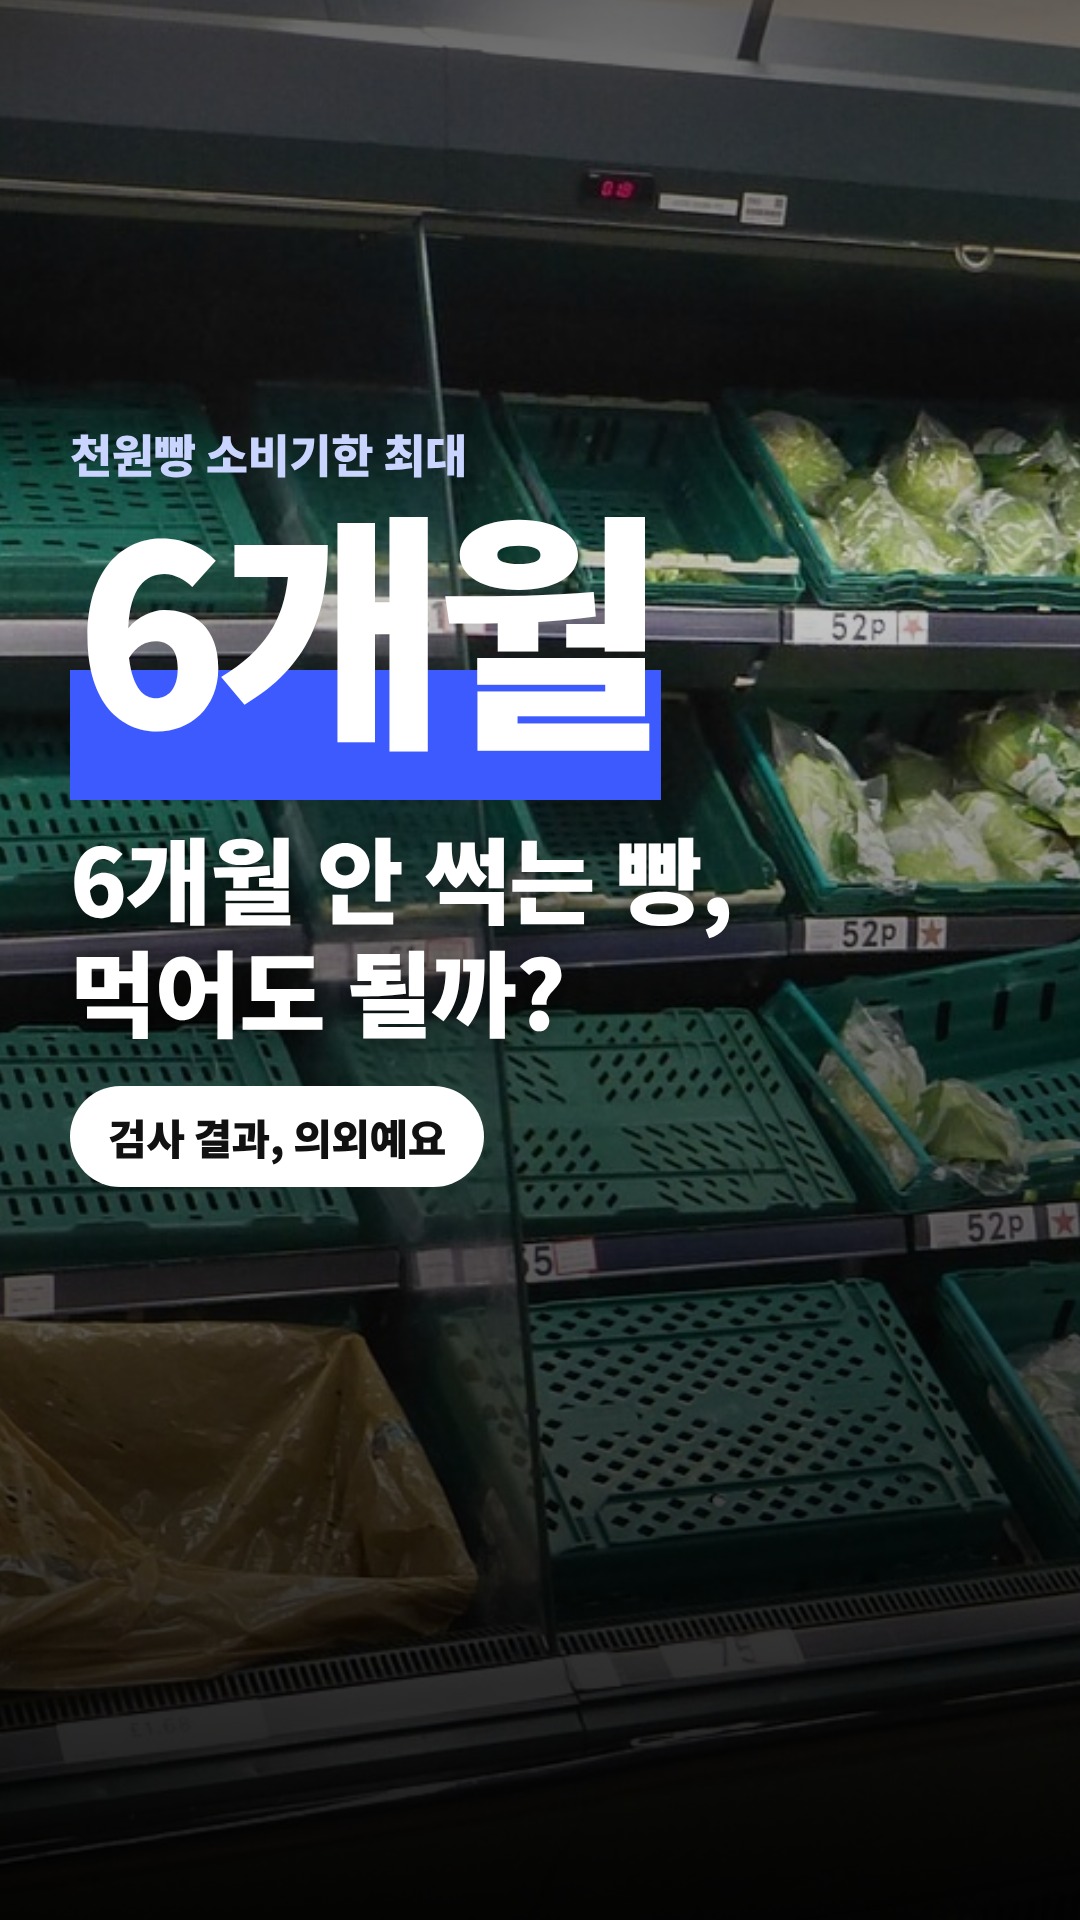 천원빵 소비기한 최대
6개월
6개월 안 썩는 빵,
먹어도 될까?
검사 결과, 의외예요
52p
52p
52p